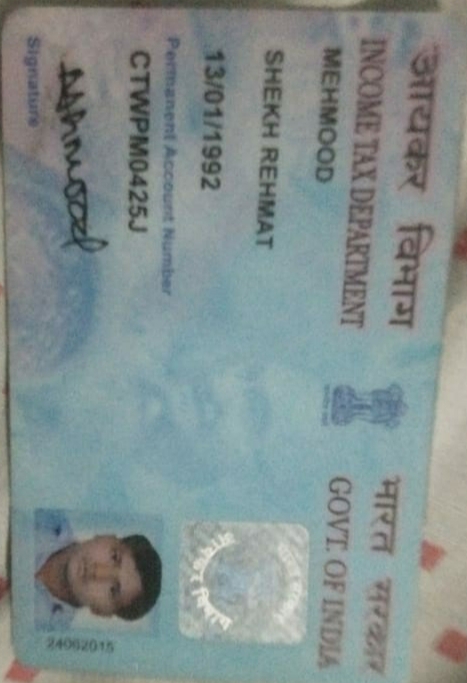 आयकर विभाग
INCOME TAX DEPARTMENT
भारत सरकार
GOVT. OF INDIA
MEHMOOD
SHEKH REHMAT
13/01/1992
Permanent Account Number
CTWPM0425J
Signature
24062015